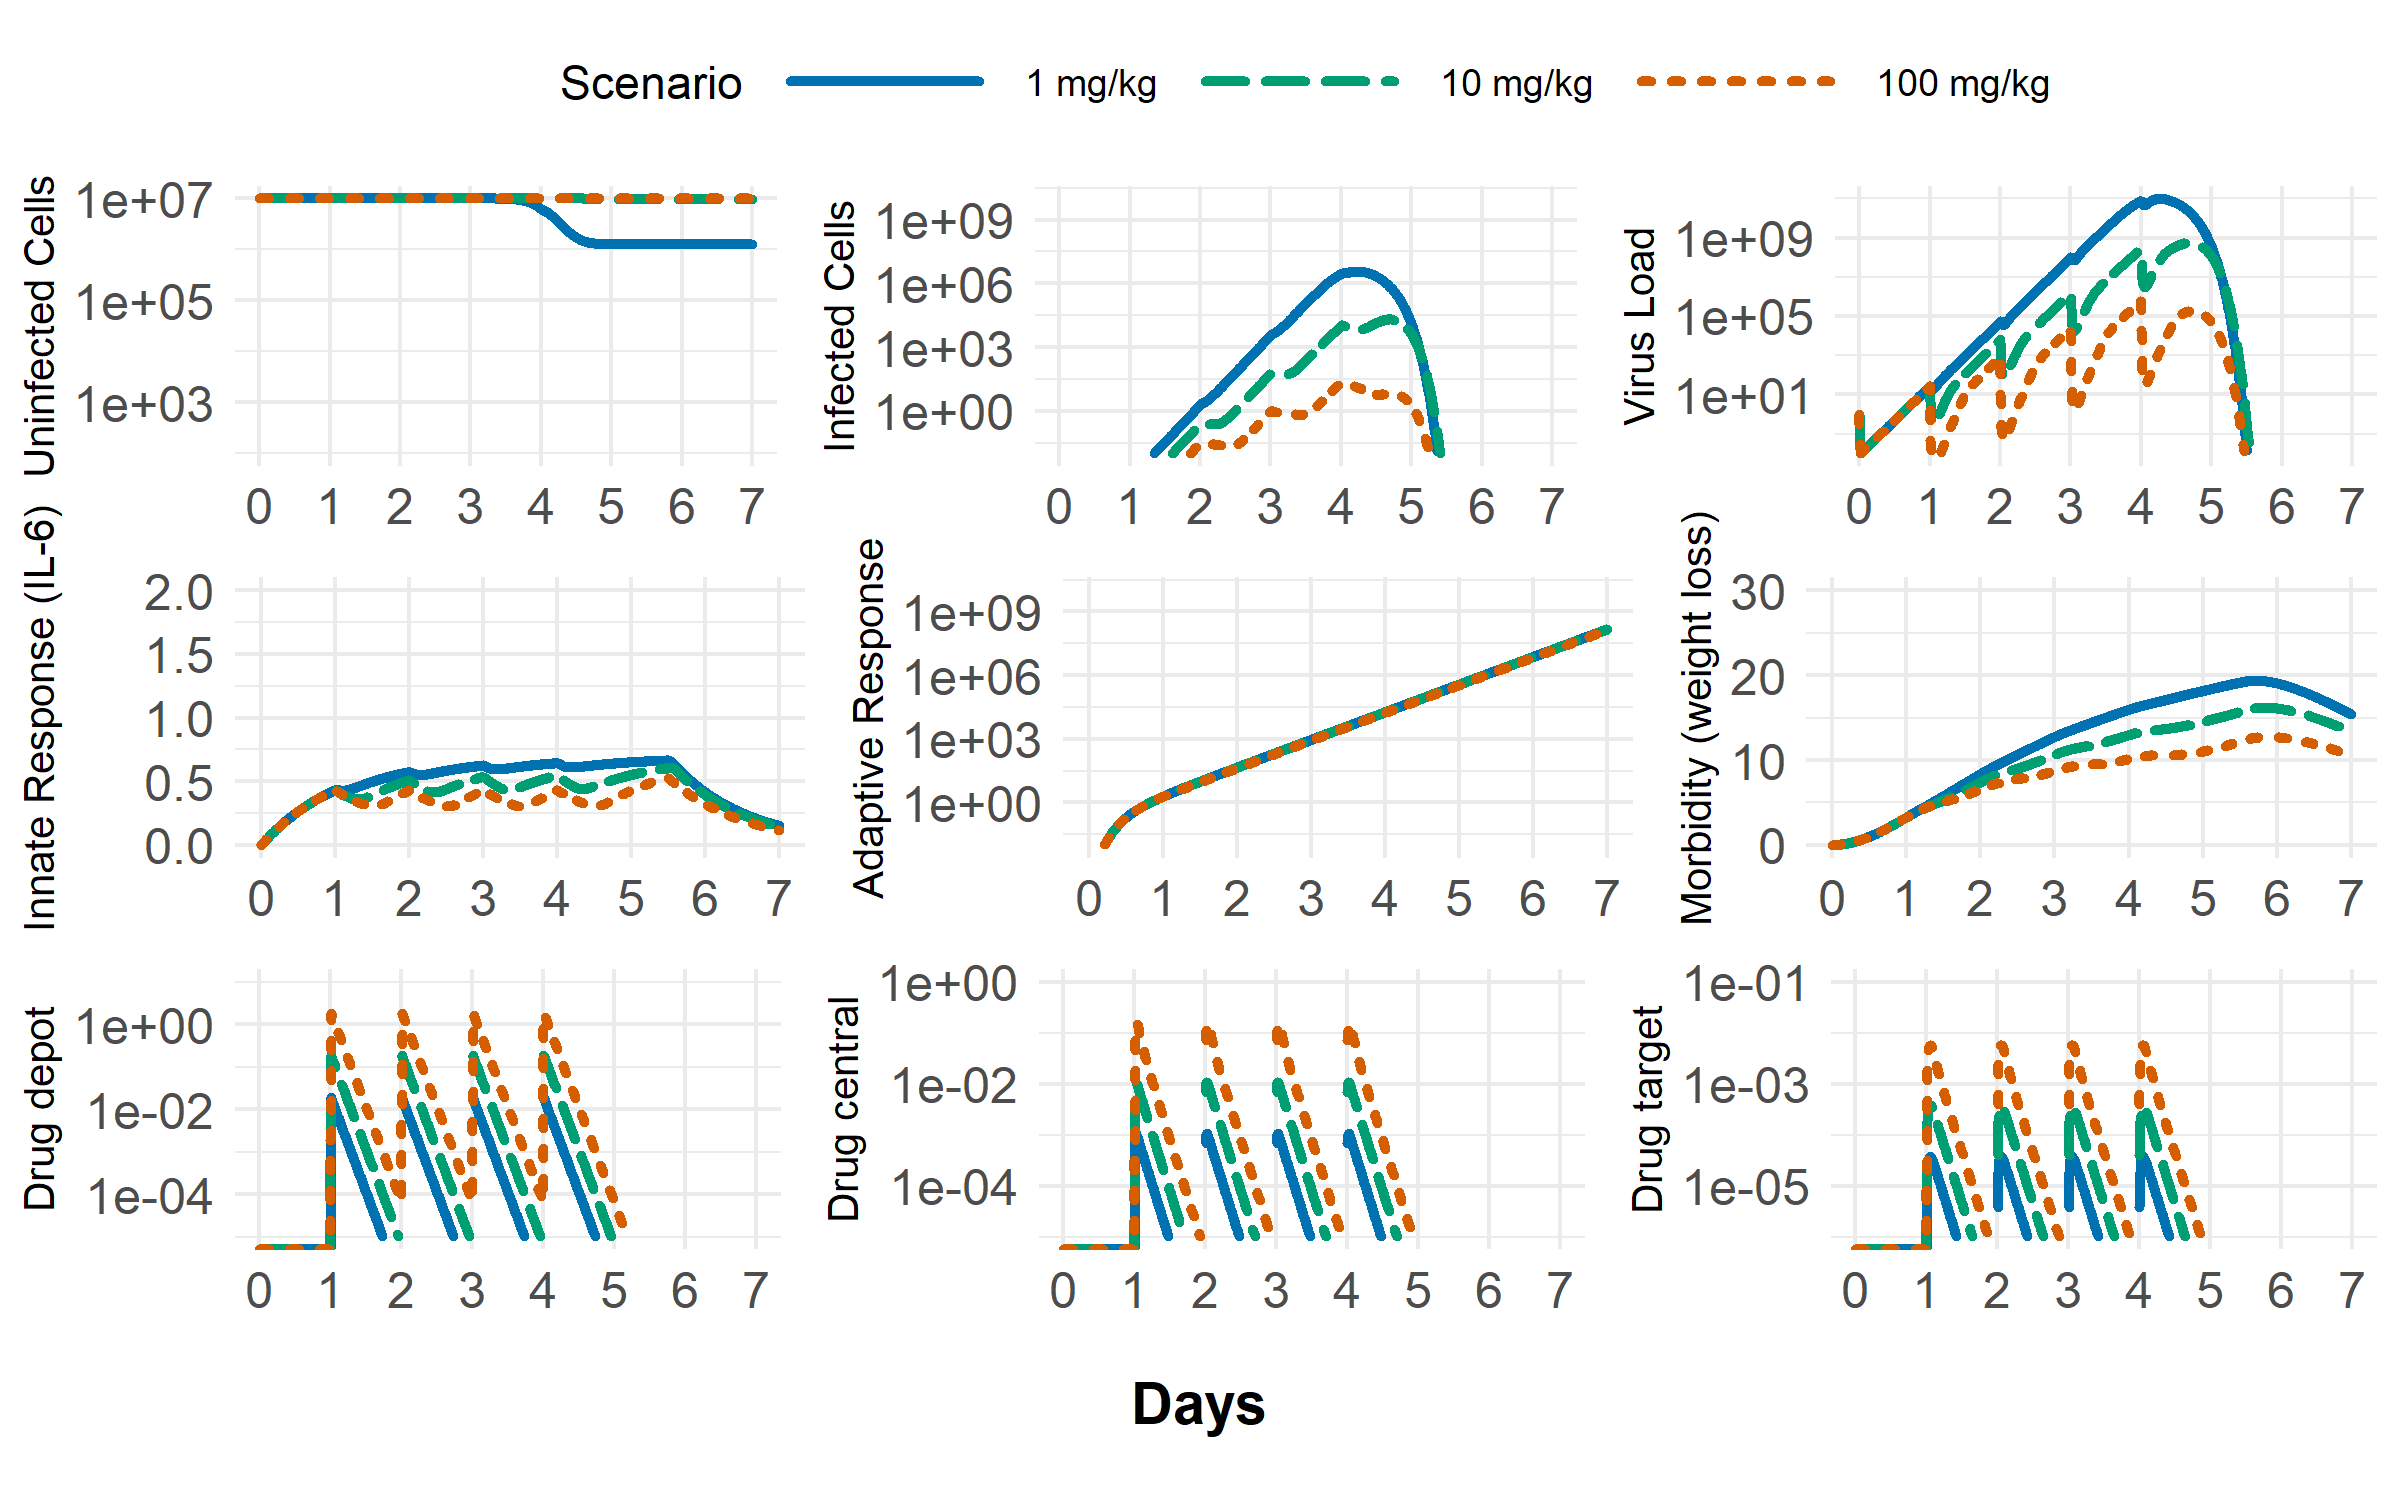 Scenario 1 mg/kg 10 mg/kg 100 mg/kg
Uninfected Cells
1e+07
1e+05
1e+03
0 1 2 3 4 5 6 7
Infected Cells
1e+09
1e+06
1e+03
1e+00
0 1 2 3 4 5 6 7
Virus Load
1e+09
1e+05
1e+01
0 1 2 3 4 5 6 7
Innate Response (IL-6)
2.0
1.5
1.0
0.5
0.0
0 1 2 3 4 5 6 7
Adaptive Response
1e+09
1e+06
1e+03
1e+00
0 1 2 3 4 5 6 7
Morbidity (weight loss)
30
20
10
0
0 1 2 3 4 5 6 7
Drug depot
1e+00
1e-02
1e-04
0 1 2 3 4 5 6 7
Drug central
1e+00
1e-02
1e-04
0 1 2 3 4 5 6 7
Drug target
1e-01
1e-03
1e-05
0 1 2 3 4 5 6 7
Days